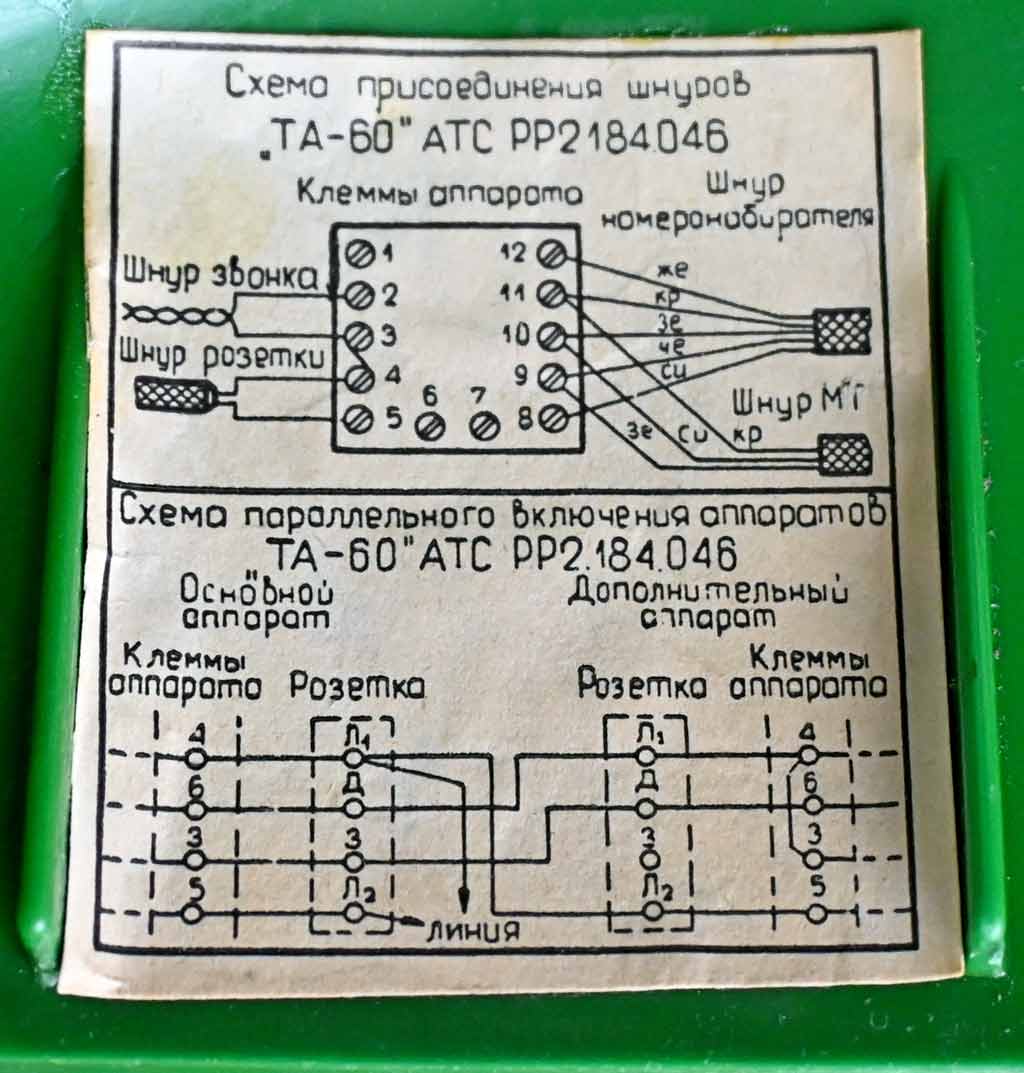 Схема присоединения шнуров
„ТА-60" АТС РР2184.046
Клеммы аппарата
Шнур
номеронабирателя
Шнур звонка
Шнур розетки
1
2
3
4
5
6
7
8
9
10
11
12
же
кр
зе
че
си
Шнур МТ
зе си кр
Схема параллельного включения аппаратов
ТА-60" АТС РР2.184.046
Основной
аппарат
Дополнительный
аппарат
Клеммы
аппарата
Розетка
Розетка
Клеммы
аппарата
4 Л₁ Л₁ 4
6 Д Д 6
3 3 3 3
5 Л₂ Л₂ 5
линия